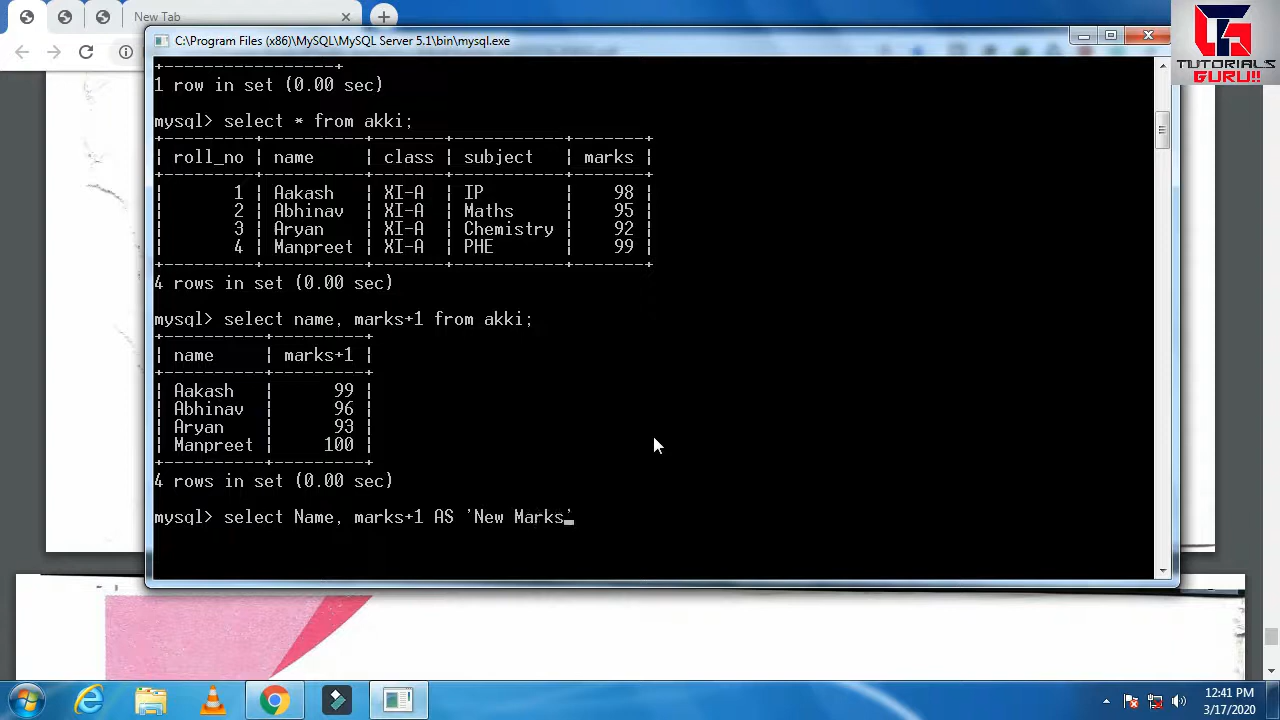 New Tab
C:\Program Files (x86)\MySQL\MySQL Server 5.1\bin\mysql.exe
TUTORIALS
GURU!!
+------------------+
1 row in set (0.00 sec)
mysql> select * from akki;
+---------+----------+-------+-----------+-------+
| roll_no | name     | class | subject   | marks |
+---------+----------+-------+-----------+-------+
|       1 | Aakash   | XI-A  | IP        |    98 |
|       2 | Abhinav  | XI-A  | Maths     |    95 |
|       3 | Aryan    | XI-A  | Chemistry |    92 |
|       4 | Manpreet | XI-A  | PHE       |    99 |
+---------+----------+-------+-----------+-------+
4 rows in set (0.00 sec)
mysql> select name, marks+1 from akki;
+----------+---------+
| name     | marks+1 |
+----------+---------+
| Aakash   |      99 |
| Abhinav  |      96 |
| Aryan    |      93 |
| Manpreet |     100 |
+----------+---------+
4 rows in set (0.00 sec)
mysql> select Name, marks+1 AS 'New Marks'
12:41 PM
3/17/2020